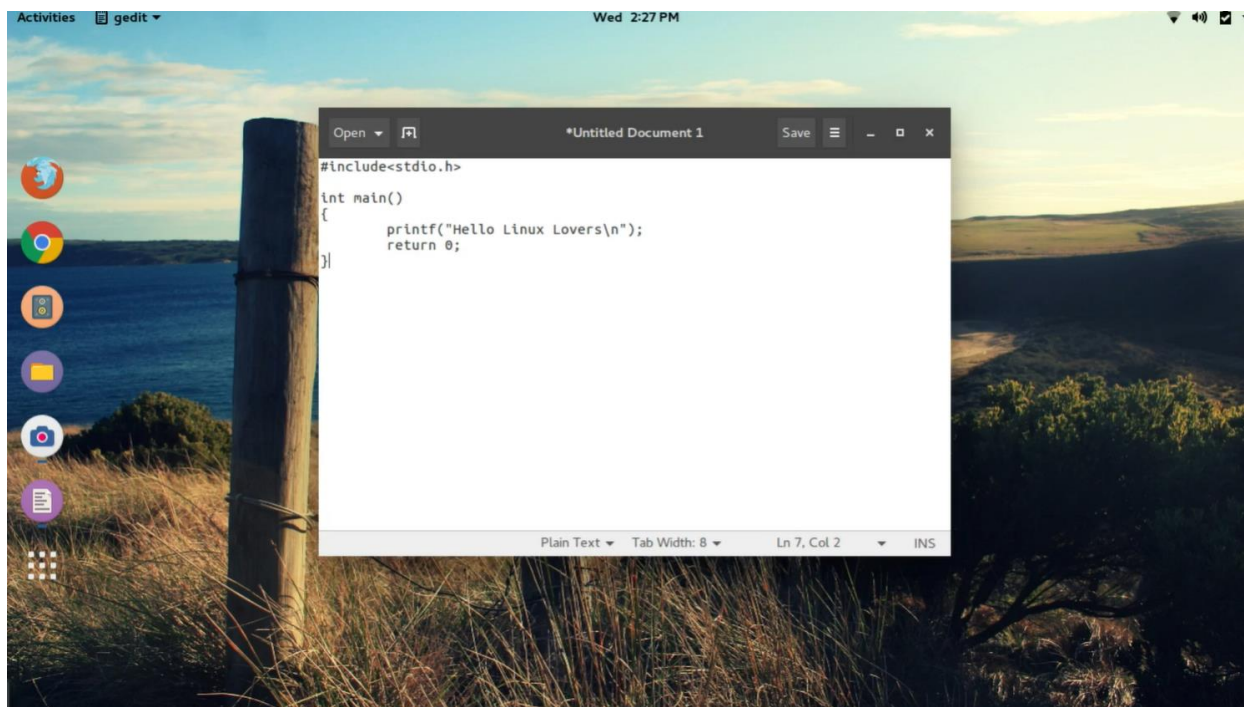 Activities gedit Wed 2:27 PM
Open *Untitled Document 1 Save
#include<stdio.h>

int main()
{
        printf("Hello Linux Lovers\n");
        return 0;
}
Plain Text Tab Width: 8 Ln 7, Col 2 INS